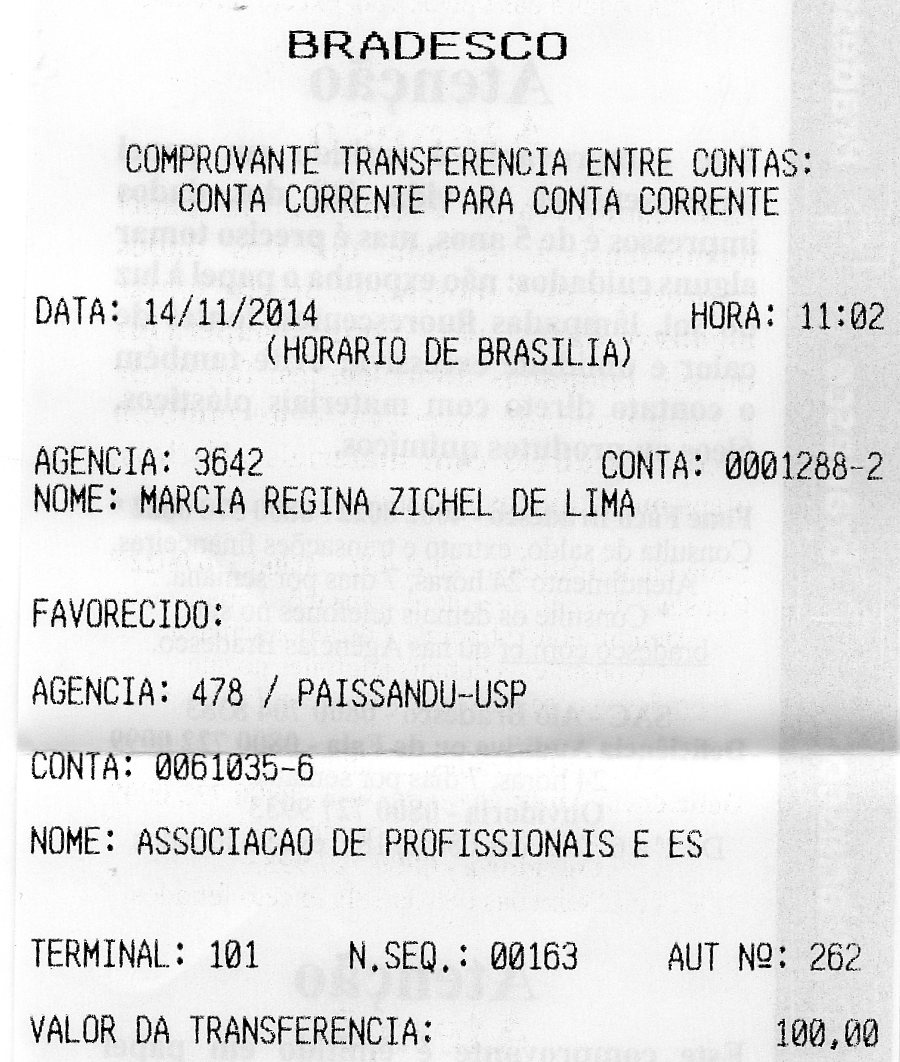 BRADESCO
COMPROVANTE TRANSFERENCIA ENTRE CONTAS:
CONTA CORRENTE PARA CONTA CORRENTE
DATA: 14/11/2014 HORA: 11:02
(HORARIO DE BRASILIA)
AGENCIA: 3642 CONTA: 0001288-2
NOME: MARCIA REGINA ZICHEL DE LIMA
FAVORECIDO:
AGENCIA: 478 / PAISSANDU-USP
CONTA: 0061035-6
NOME: ASSOCIACAO DE PROFISSIONAIS E ES
TERMINAL: 101 N.SEQ.: 00163 AUT Nº: 262
VALOR DA TRANSFERENCIA: 100,00